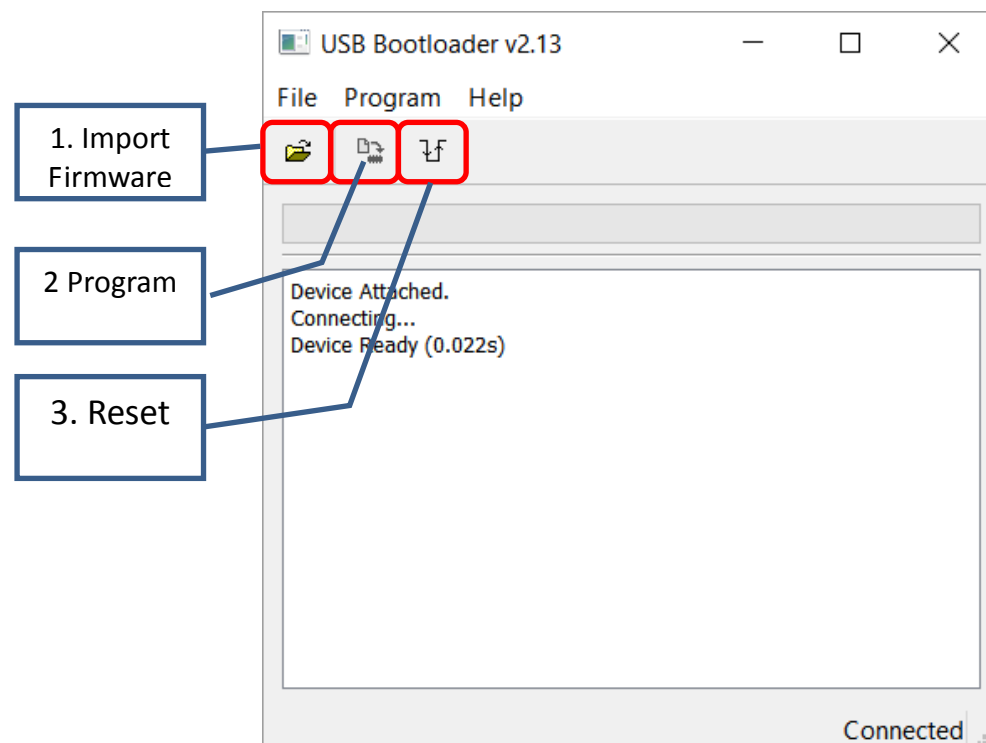 USB Bootloader v2.13
File Program Help
1. Import
Firmware
2 Program
3. Reset
Device Attached.
Connecting...
Device Ready (0.022s)
Connected